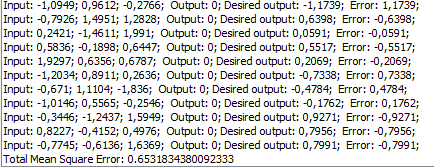 Input: -1,0949; 0,9612; -0,2766; Output: 0; Desired output: -1,1739; Error: 1,1739;
Input: -0,7926; 1,4951; 1,2828; Output: 0; Desired output: 0,6398; Error: -0,6398;
Input: 0,2421; -1,4611; 1,991; Output: 0; Desired output: 0,0591; Error: -0,0591;
Input: 0,5836; -0,1898; 0,6447; Output: 0; Desired output: 0,5517; Error: -0,5517;
Input: 1,9297; 0,6356; 0,6787; Output: 0; Desired output: 0,2069; Error: -0,2069;
Input: -1,2034; 0,8911; 0,2636; Output: 0; Desired output: -0,7338; Error: 0,7338;
Input: -0,671; 1,1104; -1,836; Output: 0; Desired output: -0,4784; Error: 0,4784;
Input: -1,0146; 0,5565; -0,2546; Output: 0; Desired output: -0,1762; Error: 0,1762;
Input: -0,3446; -1,2437; 1,5949; Output: 0; Desired output: 0,9271; Error: -0,9271;
Input: 0,8227; -0,4152; 0,4976; Output: 0; Desired output: 0,7956; Error: -0,7956;
Input: -0,7745; -0,6136; 1,6369; Output: 0; Desired output: 0,7991; Error: -0,7991;
Total Mean Square Error: 0.6531834380092333